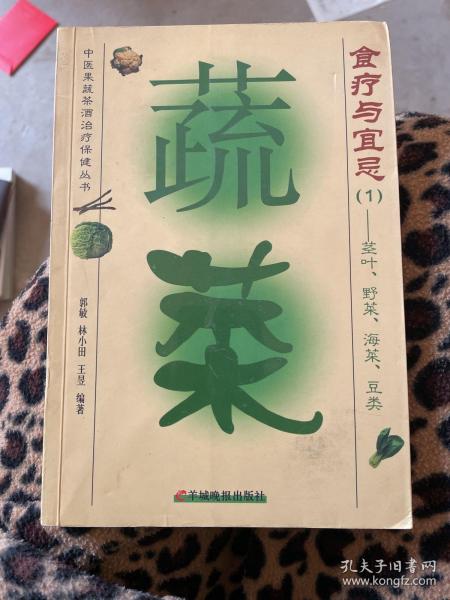 中医果蔬茶酒治疗保健丛书
蔬菜
食疗与宜忌
(1)——茎叶、野菜、海菜、豆类
郭敏 林小田 王昱 编著
羊城晚报出版社
孔夫子旧书网
www.kongfz.com